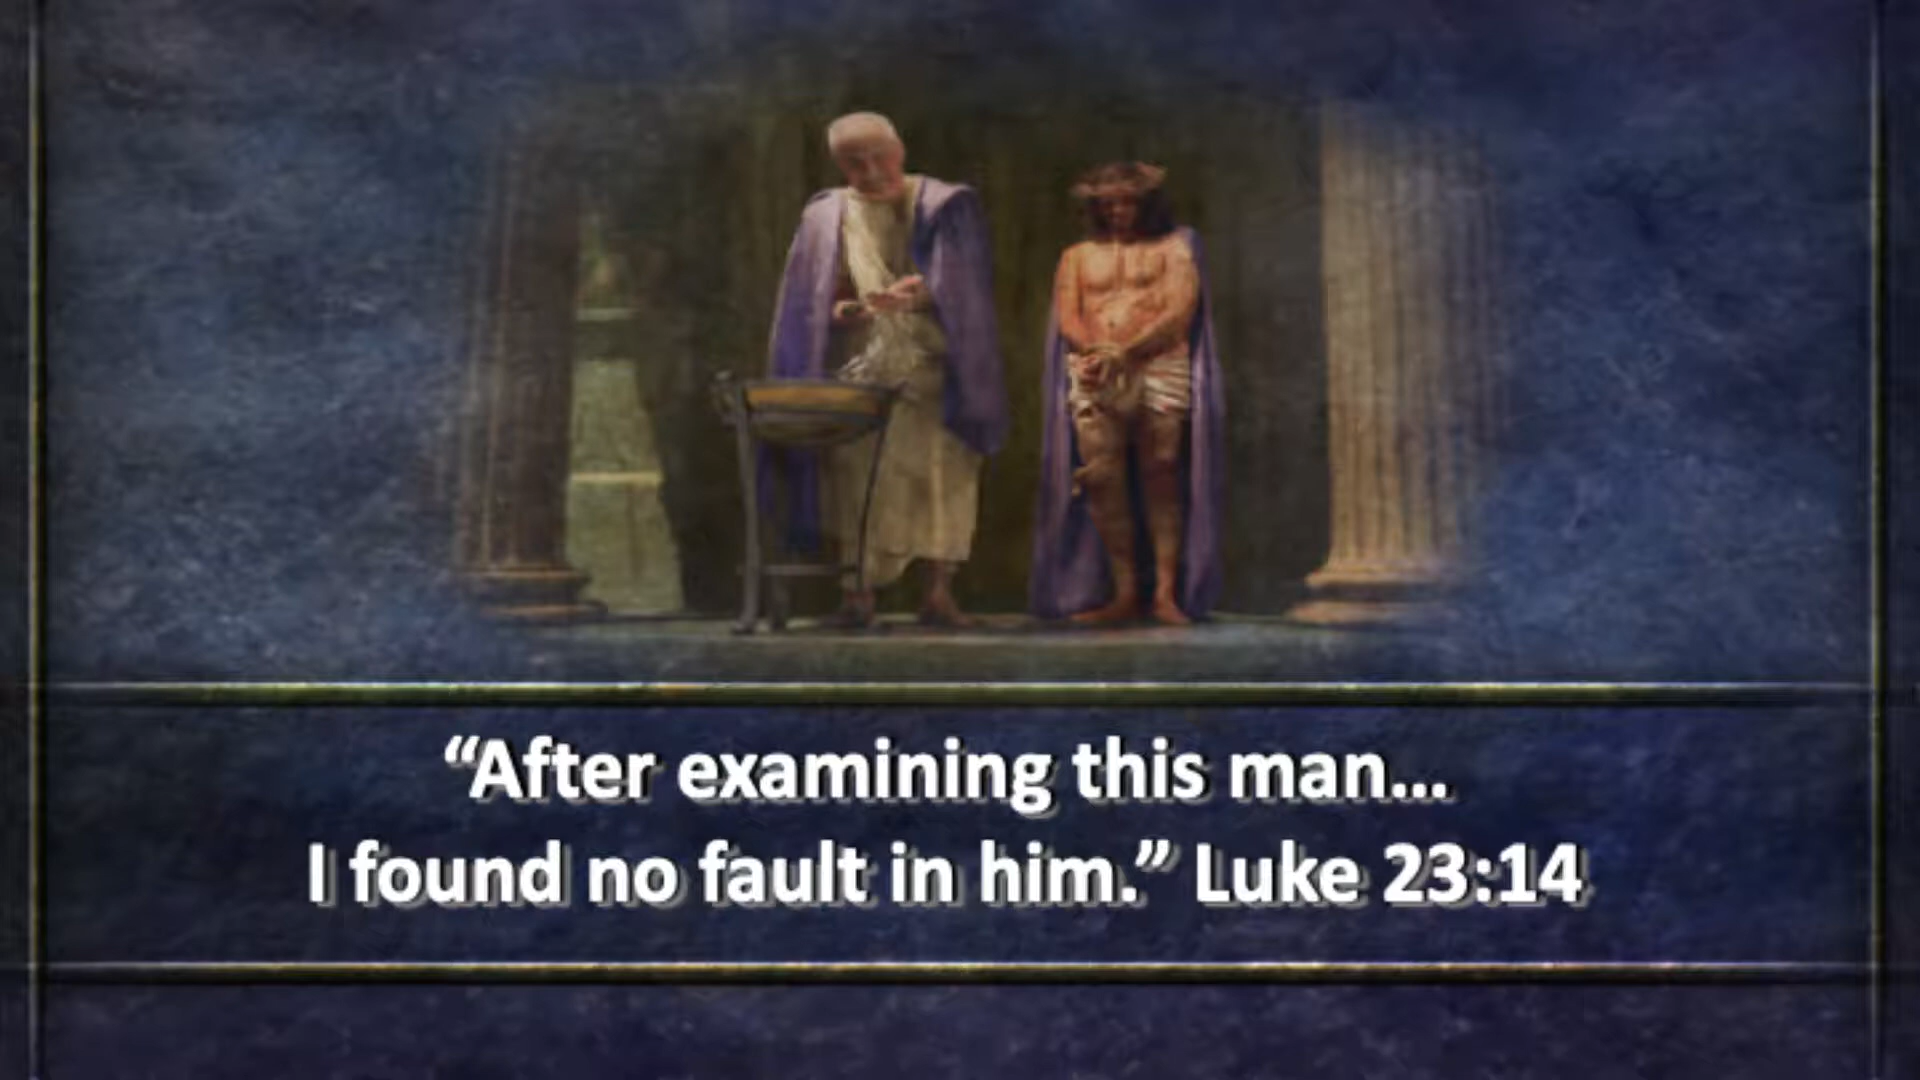 “After examining this man...
I found no fault in him.” Luke 23:14